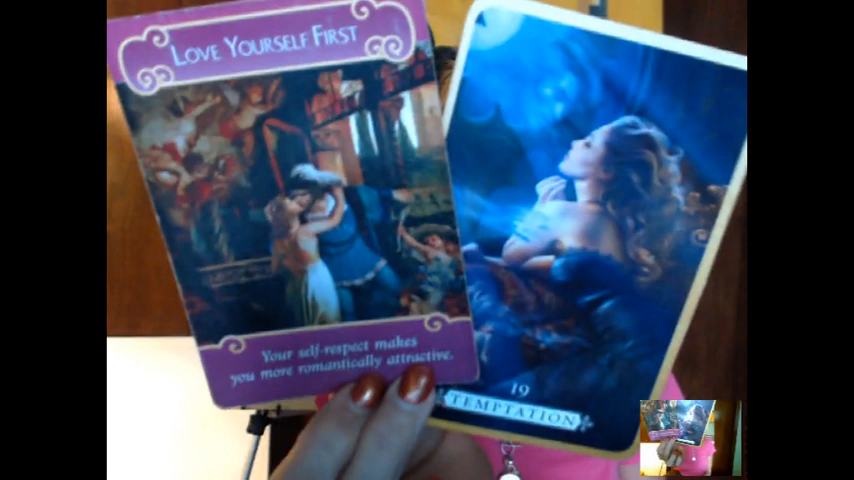 Love Yourself First
Your self-respect makes
you more romantically attractive.
19
TEMPTATION